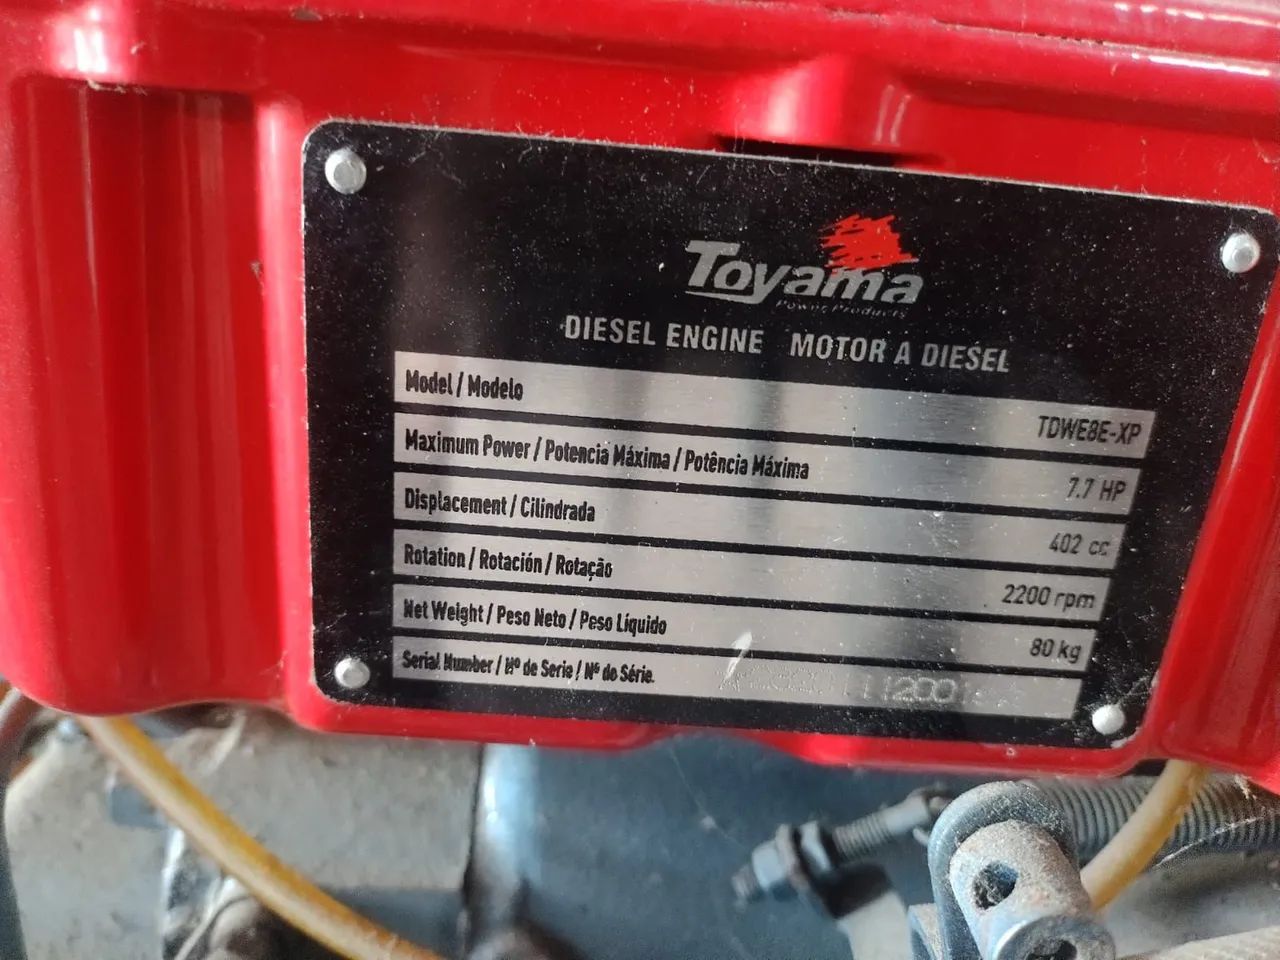 Toyama
Power Products
DIESEL ENGINE MOTOR A DIESEL
Model / Modelo TDWE8E-XP
Maximum Power / Potencia Máxima / Potência Máxima 7.7 HP
Displacement / Cilindrada 402 cc
Rotation / Rotación / Rotação 2200 rpm
Net Weight / Peso Neto / Peso Líquido 80 kg
Serial Number / Nº de Serie / Nº de Série.